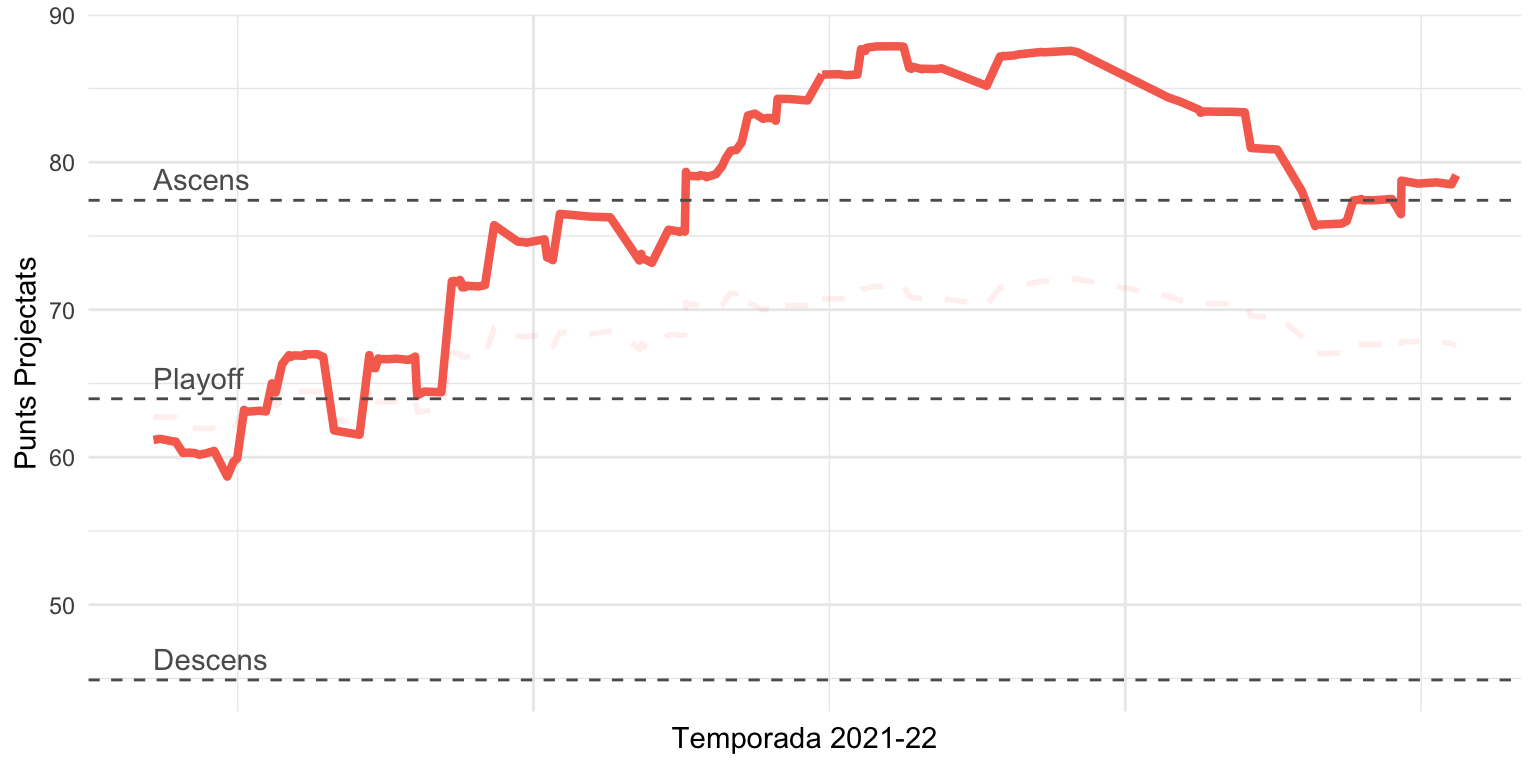 90
80
70
60
50
Punts Projectats
Ascens
Playoff
Descens
Temporada 2021-22